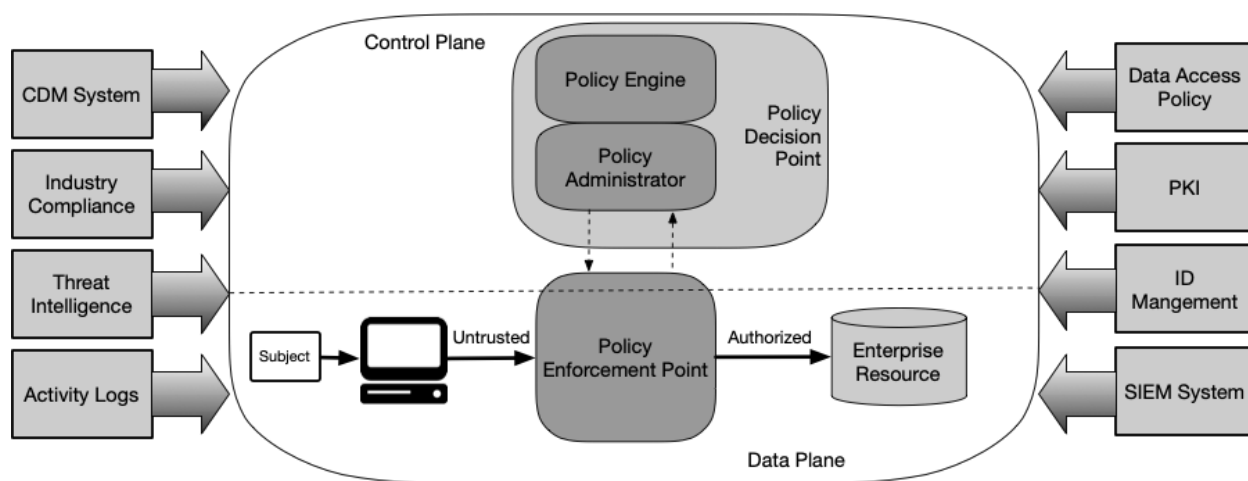 Control Plane
CDM System
Industry
Compliance
Threat
Intelligence
Activity Logs
Policy Engine
Policy
Administrator
Policy
Decision
Point
Subject
Untrusted
Policy
Enforcement Point
Authorized
Enterprise
Resource
Data Plane
Data Access
Policy
PKI
ID
Mangement
SIEM System